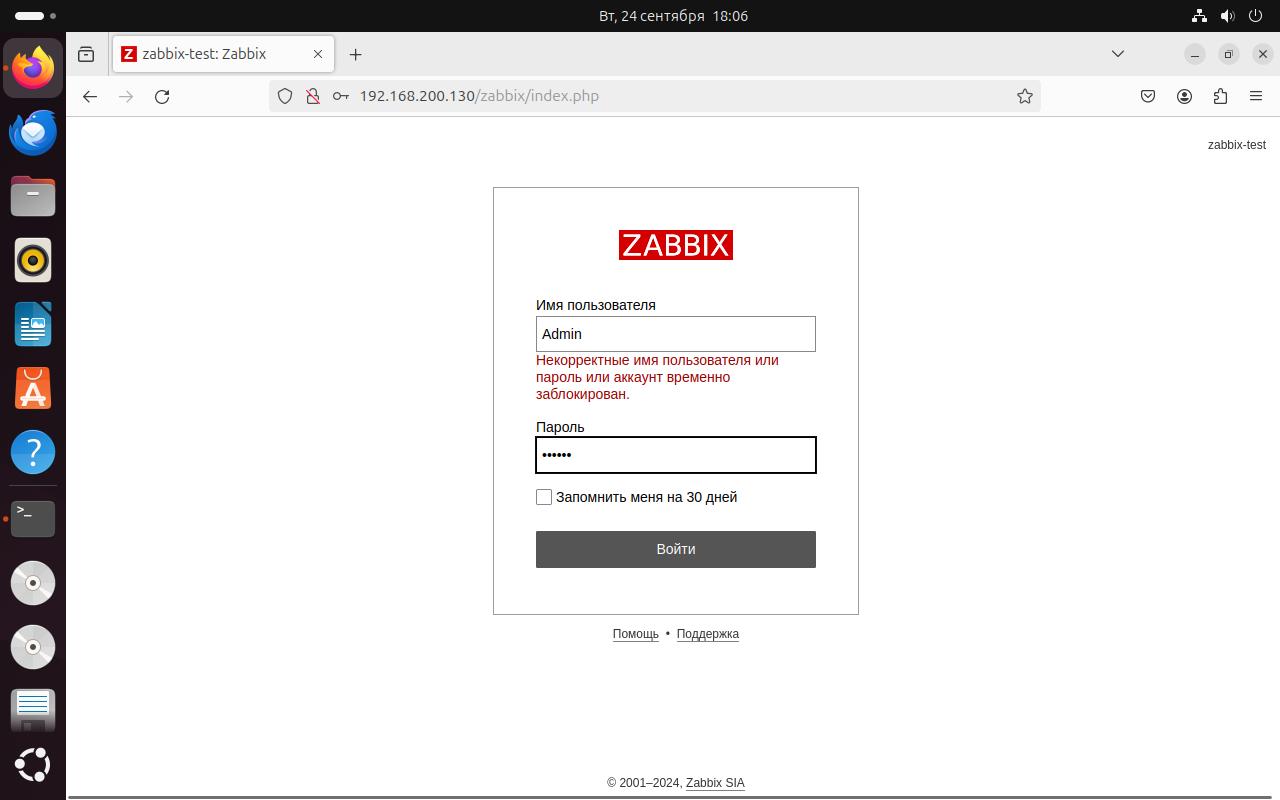 Вт, 24 сентября 18:06
Z zabbix-test: Zabbix
192.168.200.130/zabbix/index.php
zabbix-test
ZABBIX
Имя пользователя
Admin
Некорректные имя пользователя или
пароль или аккаунт временно
заблокирован.
Пароль
••••••
Запомнить меня на 30 дней
Войти
Помощь • Поддержка
© 2001–2024, Zabbix SIA